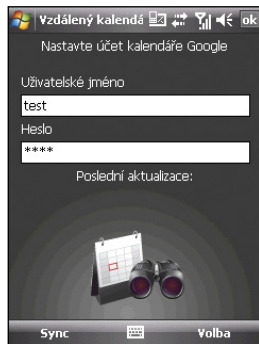 Vzdálený kalendá
ok
Nastavte účet kalendáře Google
Uživatelské jméno
test
Heslo
****
Poslední aktualizace:
Sync
Volba